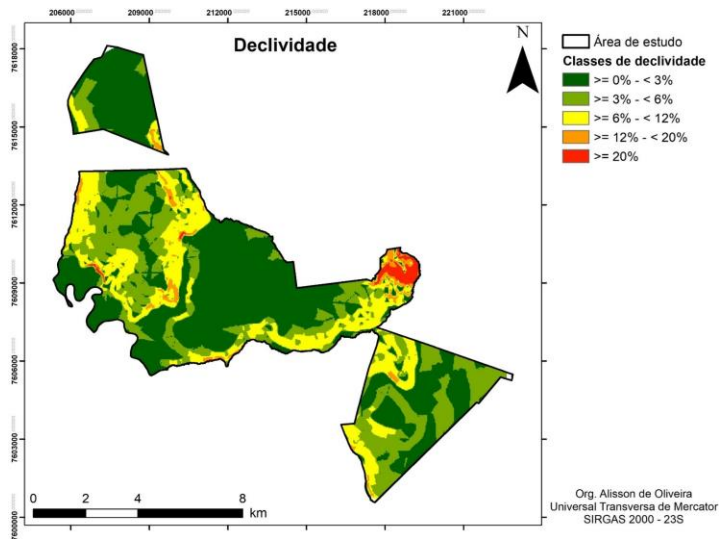 206000 209000 212000 215000 218000 221000
Declividade
N
7618000
7615000
7612000
7609000
7606000
7603000
7600000
0 2 4 8
km
Área de estudo
Classes de declividade
>= 0% - < 3%
>= 3% - < 6%
>= 6% - < 12%
>= 12% - < 20%
>= 20%
Org. Alisson de Oliveira
Universal Transversa de Mercator
SIRGAS 2000 - 23S